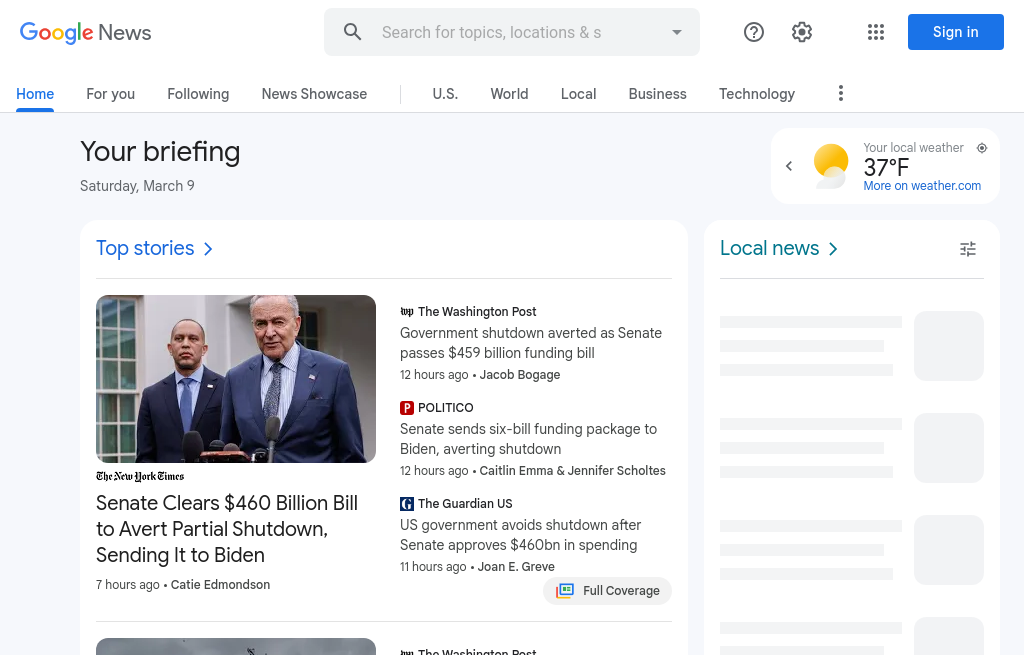 Google News
Search for topics, locations & s
Sign in
Home
For you
Following
News Showcase
U.S.
World
Local
Business
Technology
Your briefing
Saturday, March 9
Your local weather
37°F
More on weather.com
Top stories
The New York Times
Senate Clears $460 Billion Bill
to Avert Partial Shutdown,
Sending It to Biden
7 hours ago • Catie Edmondson
The Washington Post
Government shutdown averted as Senate
passes $459 billion funding bill
12 hours ago • Jacob Bogage
POLITICO
Senate sends six-bill funding package to
Biden, averting shutdown
12 hours ago • Caitlin Emma & Jennifer Scholtes
The Guardian US
US government avoids shutdown after
Senate approves $460bn in spending
11 hours ago • Joan E. Greve
Full Coverage
The Washington Post
Local news